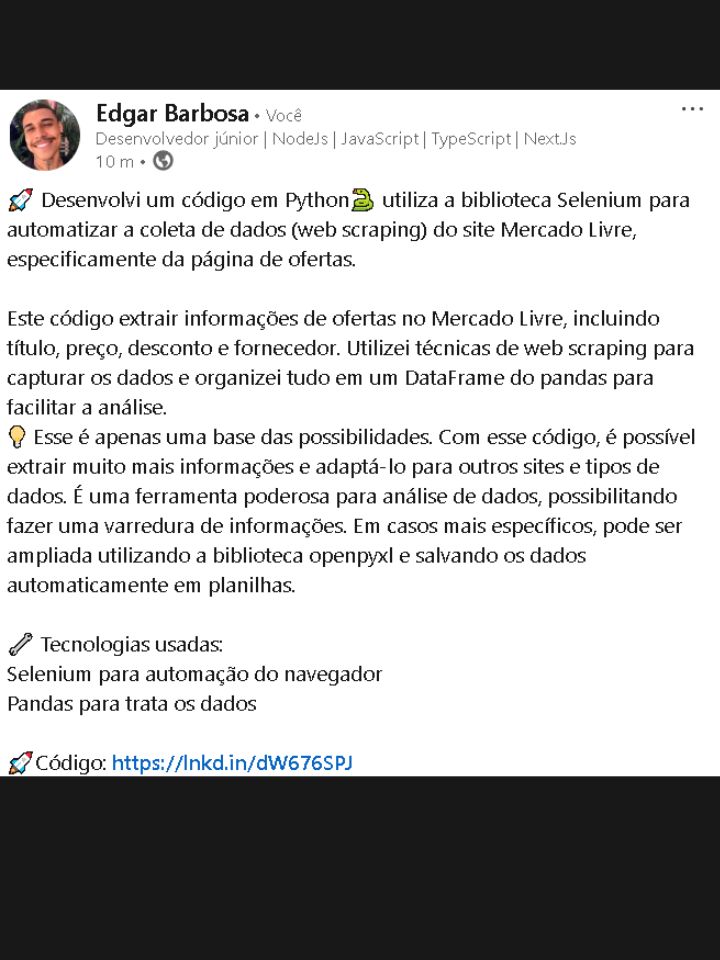 Edgar Barbosa • Você
Desenvolvedor júnior | NodeJs | JavaScript | TypeScript | NextJs
10 m •
🚀 Desenvolvi um código em Python🐍 utiliza a biblioteca Selenium para
automatizar a coleta de dados (web scraping) do site Mercado Livre,
especificamente da página de ofertas.
Este código extrair informações de ofertas no Mercado Livre, incluindo
título, preço, desconto e fornecedor. Utilizei técnicas de web scraping para
capturar os dados e organizei tudo em um DataFrame do pandas para
facilitar a análise.
💡 Esse é apenas uma base das possibilidades. Com esse código, é possível
extrair muito mais informações e adaptá-lo para outros sites e tipos de
dados. É uma ferramenta poderosa para análise de dados, possibilitando
fazer uma varredura de informações. Em casos mais específicos, pode ser
ampliada utilizando a biblioteca openpyxl e salvando os dados
automaticamente em planilhas.
🔧 Tecnologias usadas:
Selenium para automação do navegador
Pandas para trata os dados
🚀Código: https://lnkd.in/dW676SPJ